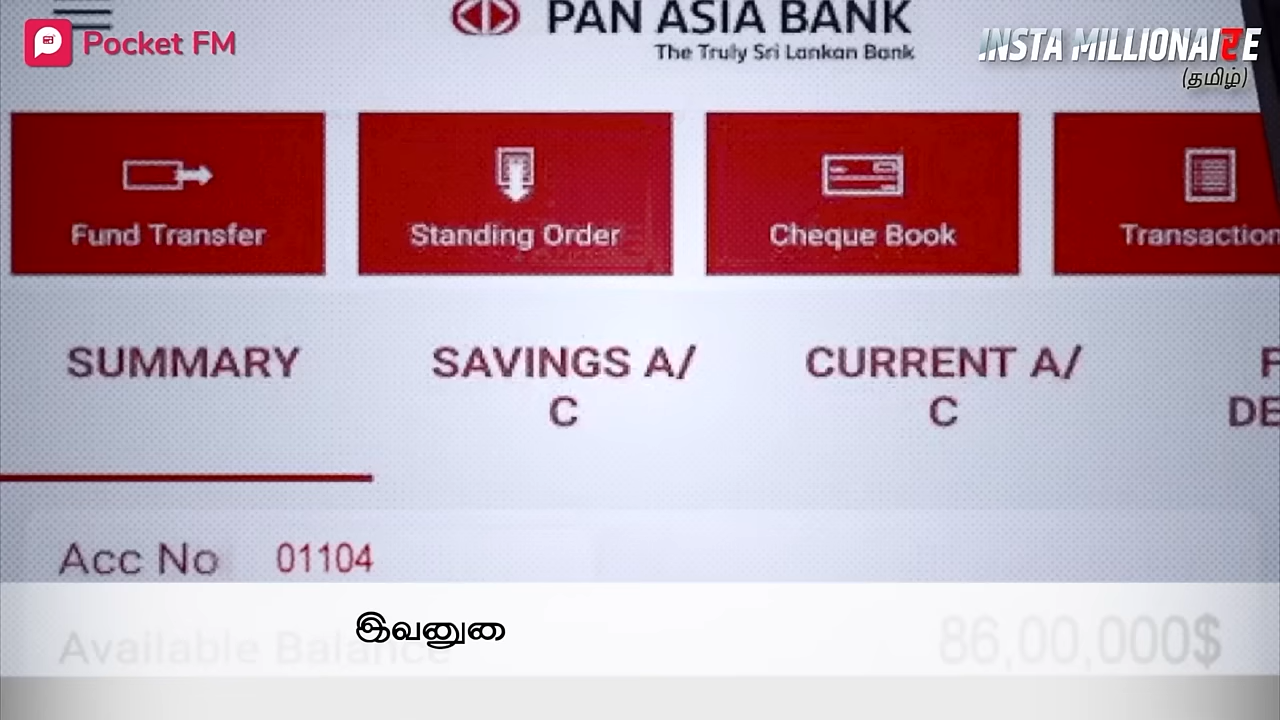 Pocket FM
PAN ASIA BANK
The Truly Sri Lankan Bank
INSTA MILLIONAIRE
(தமிழ்)
Fund Transfer
Standing Order
Cheque Book
Transaction
SUMMARY
SAVINGS A/
C
CURRENT A/
C
F
DE
Acc No 01104
இவனுடை
Available Balance 86,00,000$